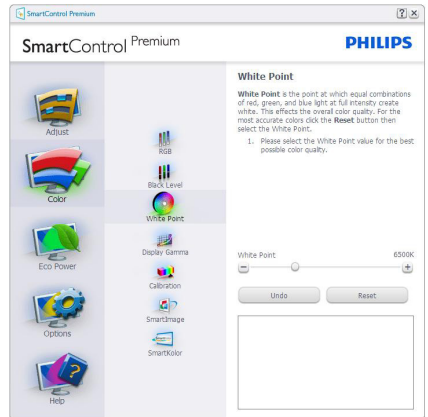 SmartControl Premium
SmartControl Premium
PHILIPS
Adjust
Color
Eco Power
Options
Help
RGB
Black Level
White Point
Display Gamma
Calibration
SmartImage
SmartKolor
White Point
White Point is the point at which equal combinations
of red, green, and blue light at full intensity create
white. This effects the overall color quality. For the
most accurate colors click the Reset button then
select the White Point.
1. Please select the White Point value for the best
possible color quality.
White Point 6500K
Undo Reset